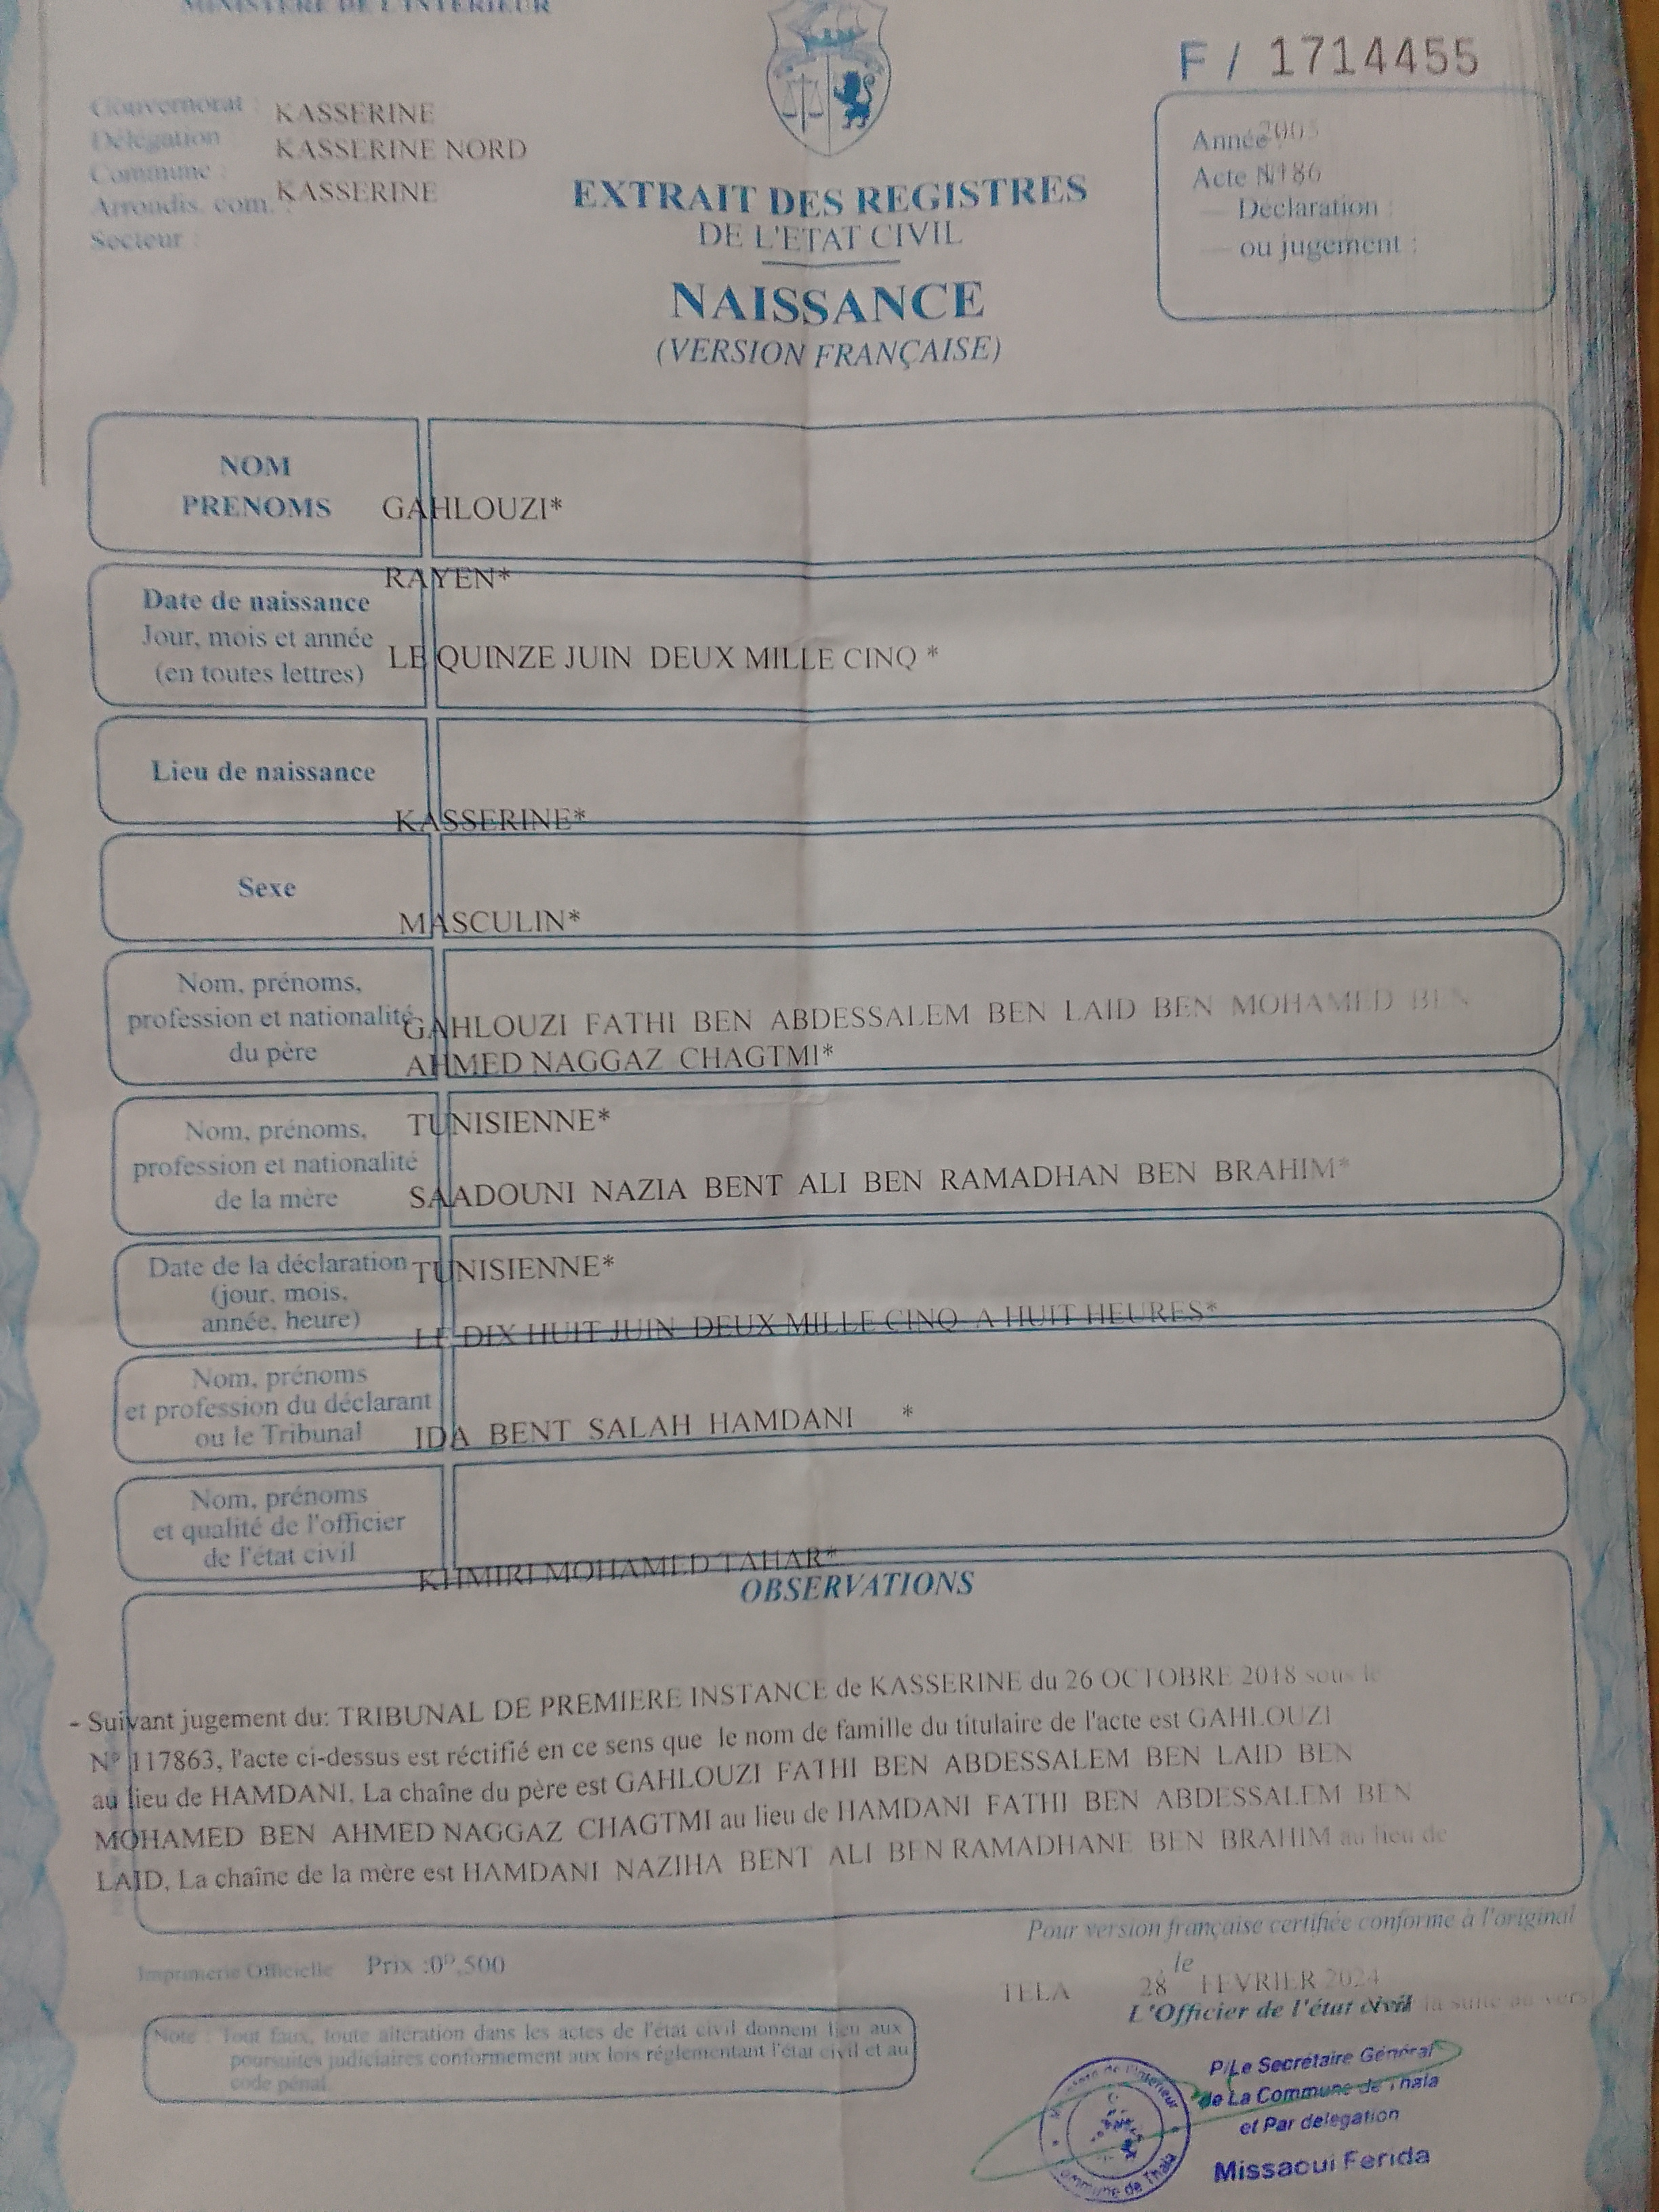 MINISTERE DE L'INTERIEUR
F / 1714455
Gouvernorat : KASSERINE
Délégation KASSERINE NORD
Commune :
Arrondis. com. : KASSERINE
Secteur :
EXTRAIT DES REGISTRES
DE L'ETAT CIVIL
NAISSANCE
(VERSION FRANÇAISE)
Année : 2005
Acte N° 186
— Déclaration :
— ou jugement :
NOM
PRENOMS GAHLOUZI*
RAYEN*
Date de naissance
Jour, mois et année
(en toutes lettres) LE QUINZE JUIN DEUX MILLE CINQ *
Lieu de naissance
KASSERINE*
Sexe
MASCULIN*
Nom, prénoms,
profession et nationalité
du père
GAHLOUZI FATHI BEN ABDESSALEM BEN LAID BEN MOHAMED BEN
AHMED NAGGAZ CHAGTMI*
TUNISIENNE*
Nom, prénoms,
profession et nationalité
de la mère
SAADOUNI NAZIA BENT ALI BEN RAMADHAN BEN BRAHIM*
TUNISIENNE*
Date de la déclaration
(jour, mois,
année, heure)
LE DIX HUIT JUIN DEUX MILLE CINQ A HUIT HEURES*
Nom, prénoms
et profession du déclarant
ou le Tribunal
IDA BENT SALAH HAMDANI *
Nom, prénoms
et qualité de l'officier
de l'état civil
KHMIRI MOHAMED TAHAR*
OBSERVATIONS
- Suivant jugement du: TRIBUNAL DE PREMIERE INSTANCE de KASSERINE du 26 OCTOBRE 2018 sous le
N° 117863, l'acte ci-dessus est réctifié en ce sens que le nom de famille du titulaire de l'acte est GAHLOUZI
au lieu de HAMDANI, La chaîne du père est GAHLOUZI FATHI BEN ABDESSALEM BEN LAID BEN
MOHAMED BEN AHMED NAGGAZ CHAGTMI au lieu de HAMDANI FATHI BEN ABDESSALEM BEN
LAID, La chaîne de la mère est HAMDANI NAZIHA BENT ALI BEN RAMADHANE BEN BRAHIM au lieu de
Pour version française certifiée conforme à l'original
Imprimerie Officielle Prix :0ᴰ,500
TELA le 28 FEVRIER 2024
L'Officier de l'état civil la suite au
Note : Tout faux, toute altération dans les actes de l'état civil donnent lieu aux
poursuites judiciaires conformement aux lois réglementant l'état civil et au
code pénal
P/Le Secrétaire Général
de La Commune de Thala
et Par delegation
Missaoui Ferida
Commune de Thala